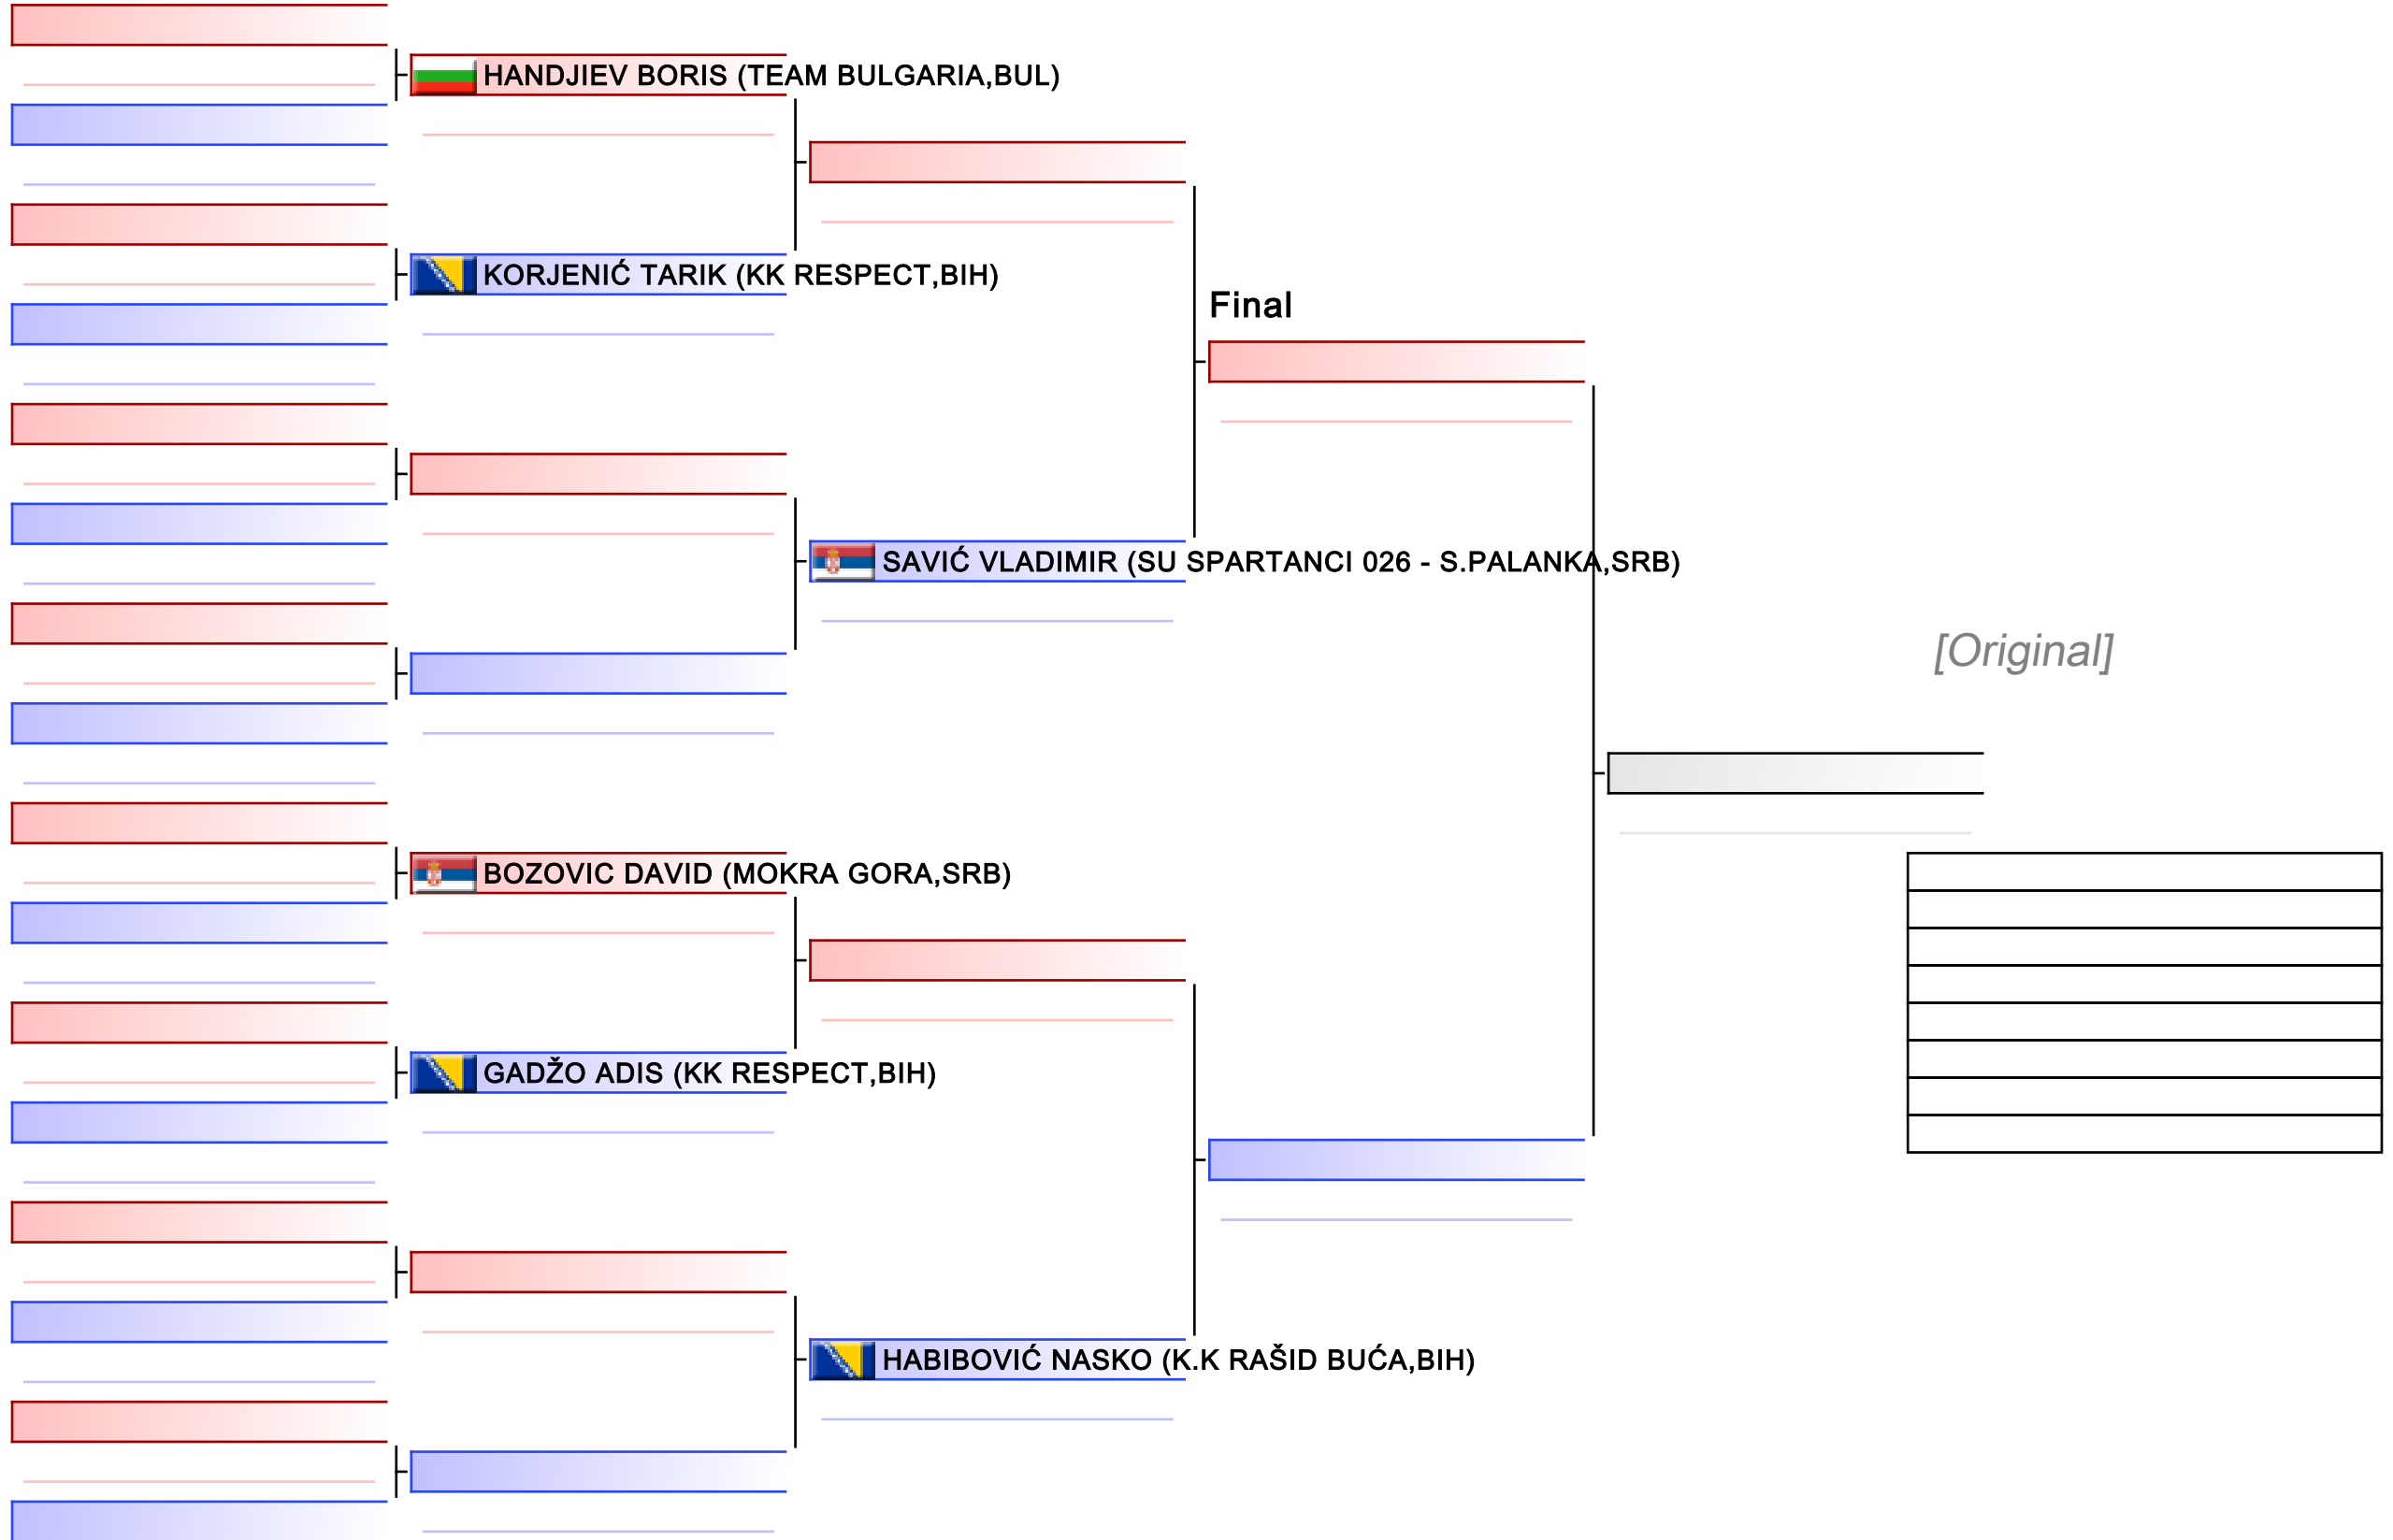 HANDJIEV BORIS (TEAM BULGARIA,BUL)
KORJENIĆ TARIK (KK RESPECT,BIH)
Final
SAVIĆ VLADIMIR (SU SPARTANCI 026 - S.PALANKA,SRB)
[Original]
BOZOVIC DAVID (MOKRA GORA,SRB)
GADŽO ADIS (KK RESPECT,BIH)
HABIBOVIĆ NASKO (K.K RAŠID BUĆA,BIH)